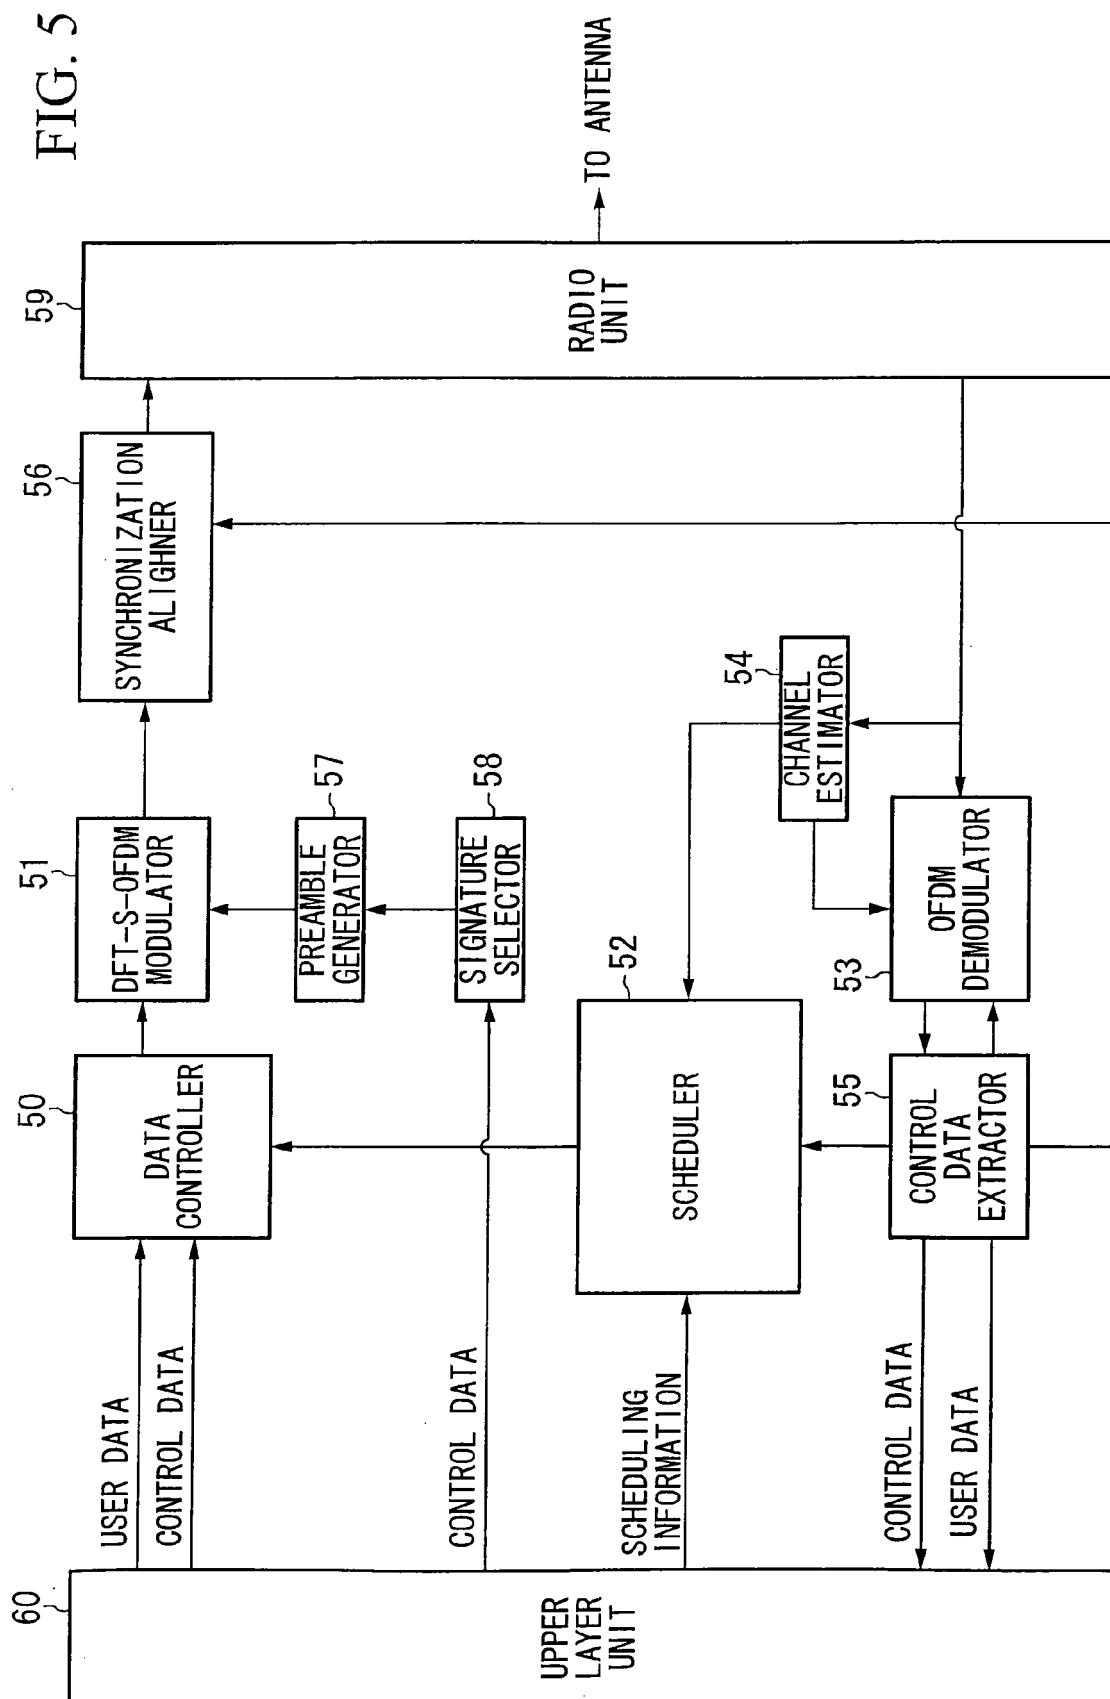 FIG. 5
60
UPPER
LAYER
UNIT
USER DATA
CONTROL DATA
CONTROL DATA
SCHEDULING
INFORMATION
CONTROL DATA
USER DATA
50
DATA
CONTROLLER
51
DFT-S-OFDM
MODULATOR
57
PREAMBLE
GENERATOR
58
SIGNATURE
SELECTOR
52
SCHEDULER
55
CONTROL
DATA
EXTRACTOR
53
OFDM
DEMODULATOR
54
CHANNEL
ESTIMATOR
56
SYNCHRONIZATION
ALIGHNER
59
RADIO
UNIT
TO ANTENNA